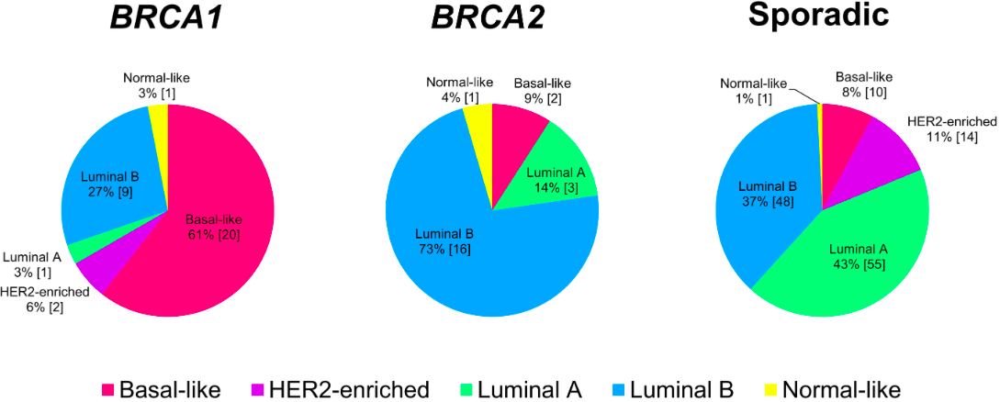 BRCA1
BRCA2
Sporadic
Normal-like
3% [1]
Luminal B
27% [9]
Basal-like
61% [20]
Luminal A
3% [1]
HER2-enriched
6% [2]
Normal-like
4% [1]
Basal-like
9% [2]
Luminal A
14% [3]
Luminal B
73% [16]
Normal-like
1% [1]
Basal-like
8% [10]
HER2-enriched
11% [14]
Luminal B
37% [48]
Luminal A
43% [55]
Basal-like
HER2-enriched
Luminal A
Luminal B
Normal-like